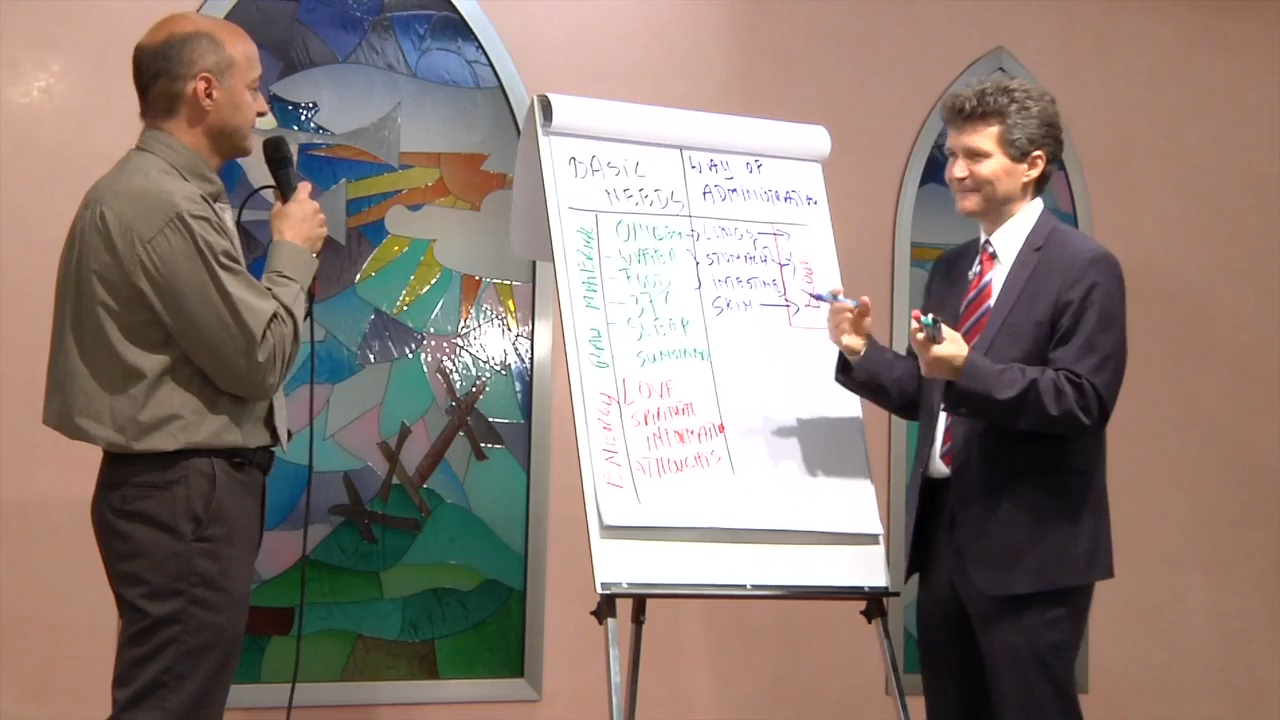 BASIC
NEEDS
WAY OF
ADMINISTRATION
RAW MATERIAL
OXYGEN
LUNGS
- WATER
STOMACH
- FOOD
INTESTINE
SKIN
- SLEEP
SUNSHINE
ENERGY
LOVE
SPIRITUAL
INFORMATION
THOUGHTS